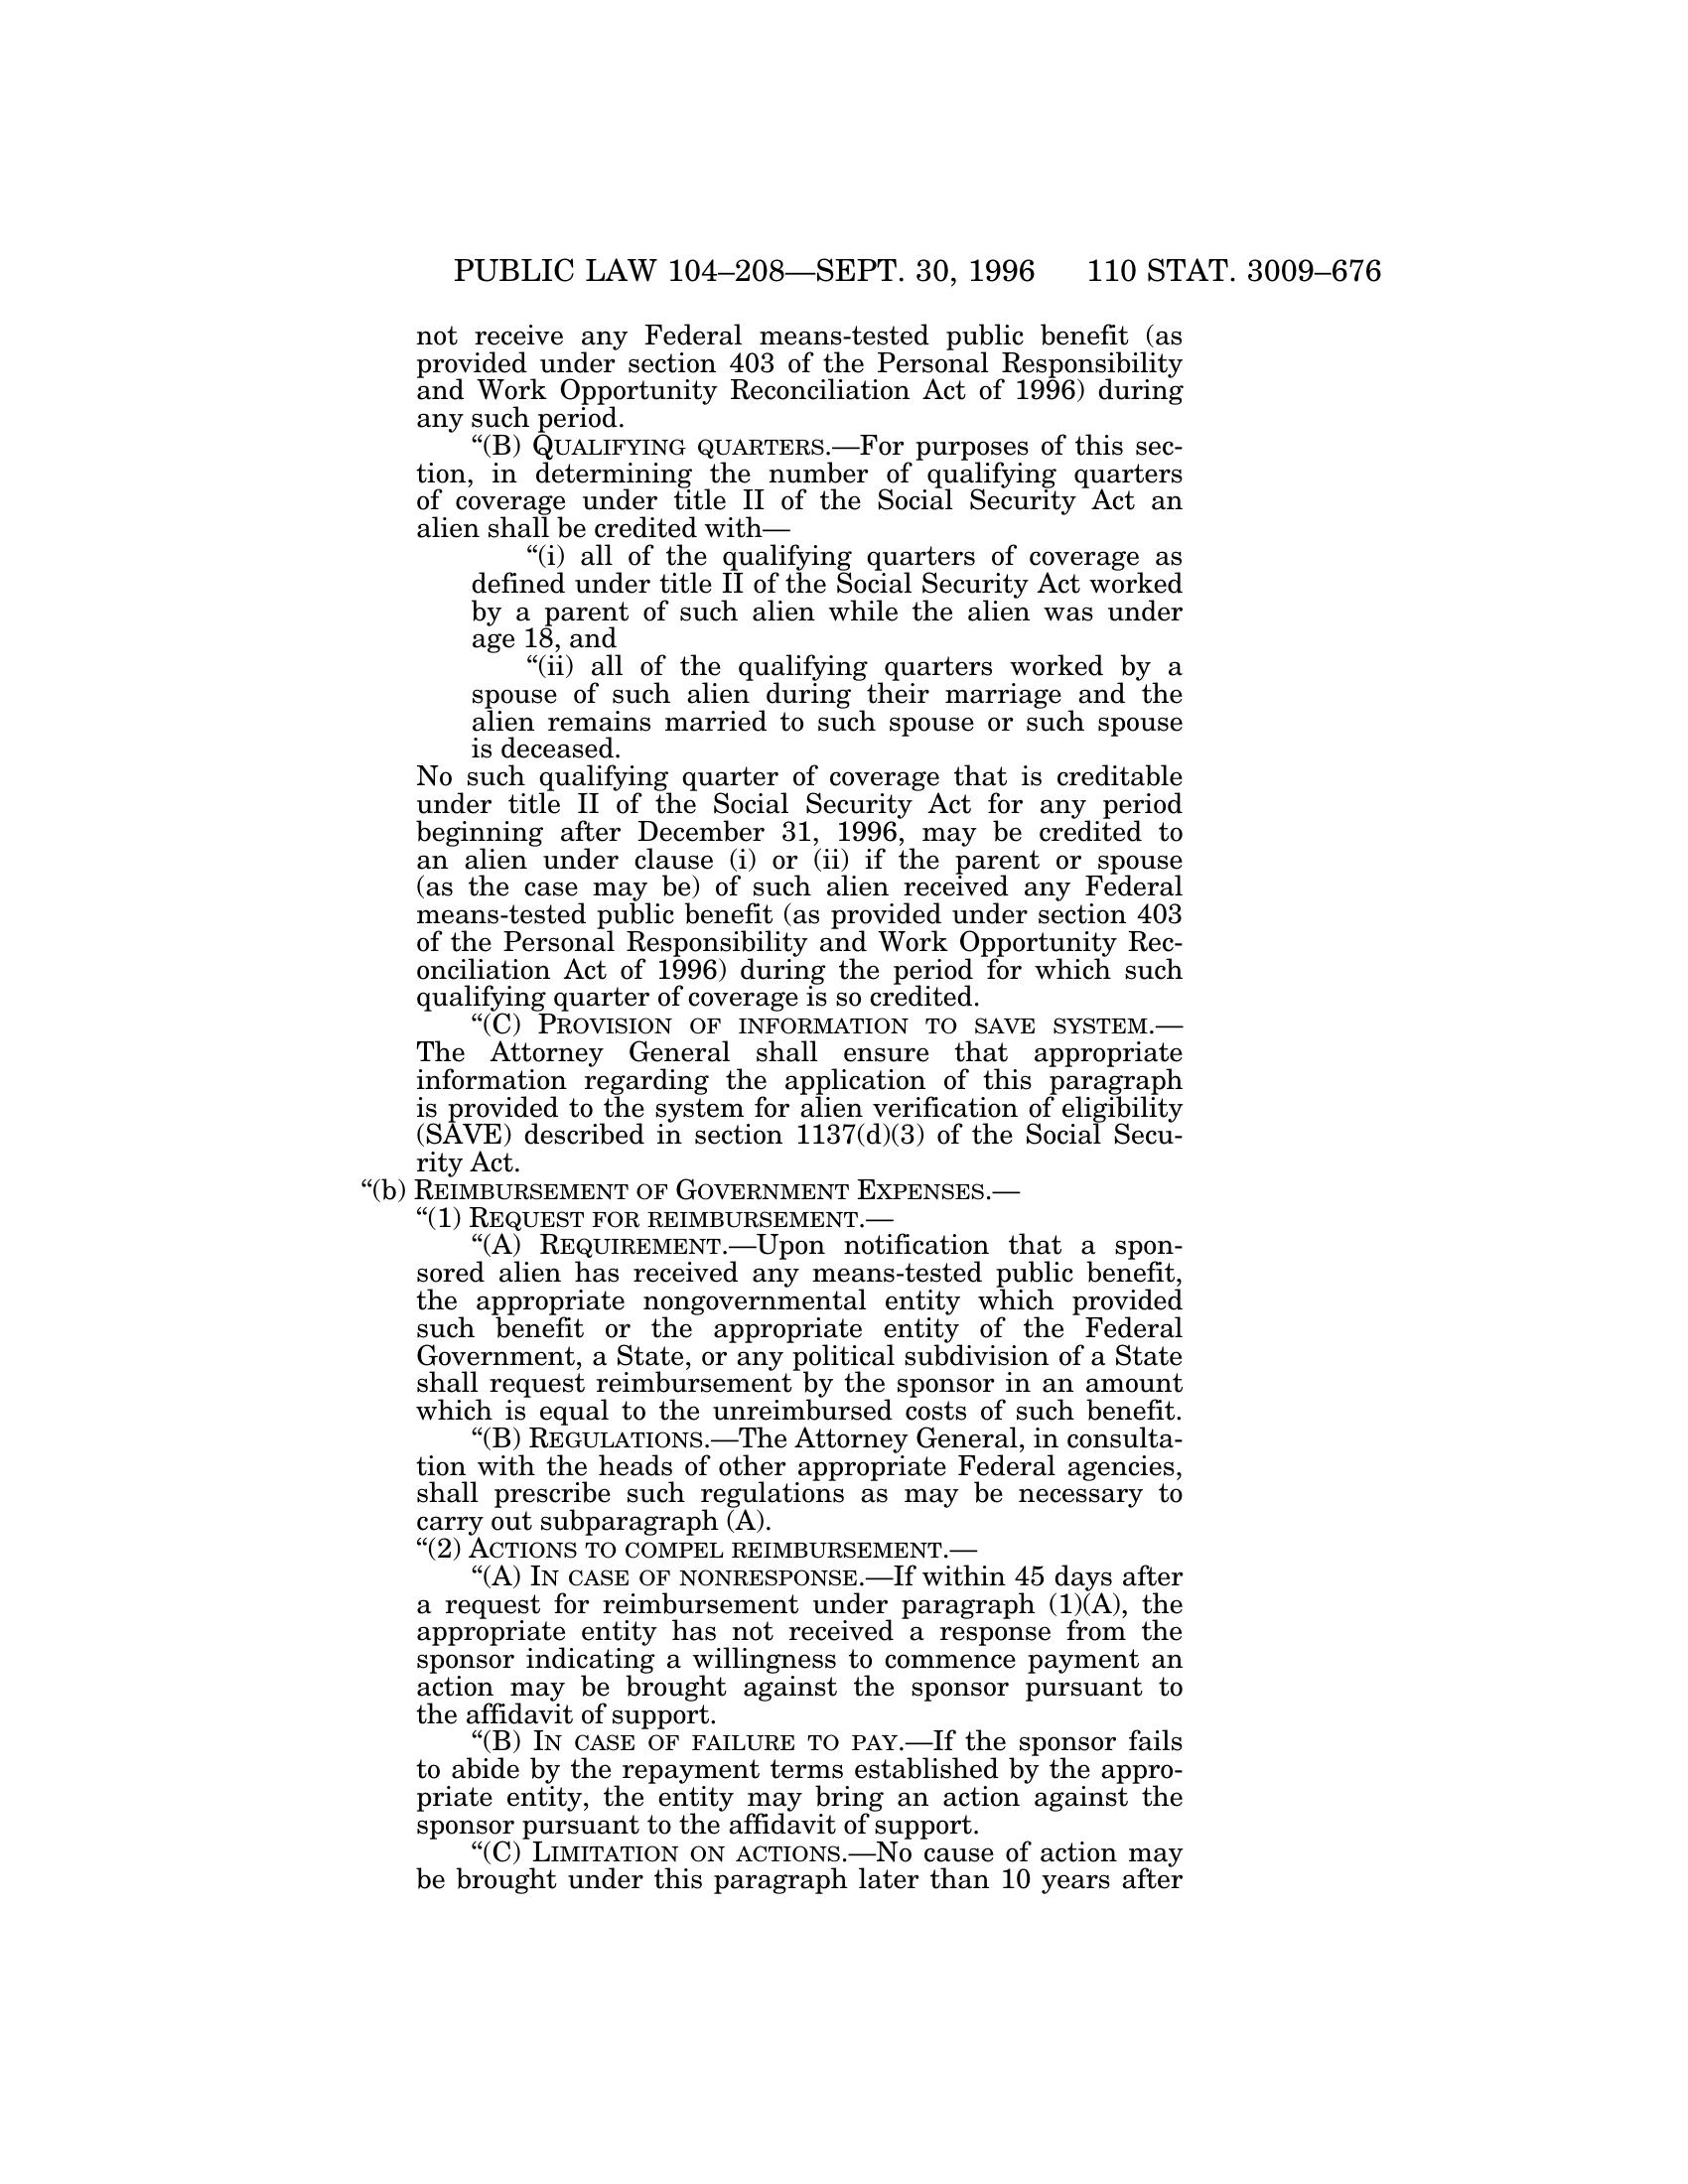 PUBLIC LAW 104–208—SEPT. 30, 1996 110 STAT. 3009–676
not receive any Federal means-tested public benefit (as
provided under section 403 of the Personal Responsibility
and Work Opportunity Reconciliation Act of 1996) during
any such period.
“(B) QUALIFYING QUARTERS.—For purposes of this sec-
tion, in determining the number of qualifying quarters
of coverage under title II of the Social Security Act an
alien shall be credited with—
“(i) all of the qualifying quarters of coverage as
defined under title II of the Social Security Act worked
by a parent of such alien while the alien was under
age 18, and
“(ii) all of the qualifying quarters worked by a
spouse of such alien during their marriage and the
alien remains married to such spouse or such spouse
is deceased.
No such qualifying quarter of coverage that is creditable
under title II of the Social Security Act for any period
beginning after December 31, 1996, may be credited to
an alien under clause (i) or (ii) if the parent or spouse
(as the case may be) of such alien received any Federal
means-tested public benefit (as provided under section 403
of the Personal Responsibility and Work Opportunity Rec-
onciliation Act of 1996) during the period for which such
qualifying quarter of coverage is so credited.
“(C) PROVISION OF INFORMATION TO SAVE SYSTEM.—
The Attorney General shall ensure that appropriate
information regarding the application of this paragraph
is provided to the system for alien verification of eligibility
(SAVE) described in section 1137(d)(3) of the Social Secu-
rity Act.
“(b) REIMBURSEMENT OF GOVERNMENT EXPENSES.—
“(1) REQUEST FOR REIMBURSEMENT.—
“(A) REQUIREMENT.—Upon notification that a spon-
sored alien has received any means-tested public benefit,
the appropriate nongovernmental entity which provided
such benefit or the appropriate entity of the Federal
Government, a State, or any political subdivision of a State
shall request reimbursement by the sponsor in an amount
which is equal to the unreimbursed costs of such benefit.
“(B) REGULATIONS.—The Attorney General, in consulta-
tion with the heads of other appropriate Federal agencies,
shall prescribe such regulations as may be necessary to
carry out subparagraph (A).
“(2) ACTIONS TO COMPEL REIMBURSEMENT.—
“(A) IN CASE OF NONRESPONSE.—If within 45 days after
a request for reimbursement under paragraph (1)(A), the
appropriate entity has not received a response from the
sponsor indicating a willingness to commence payment an
action may be brought against the sponsor pursuant to
the affidavit of support.
“(B) IN CASE OF FAILURE TO PAY.—If the sponsor fails
to abide by the repayment terms established by the appro-
priate entity, the entity may bring an action against the
sponsor pursuant to the affidavit of support.
“(C) LIMITATION ON ACTIONS.—No cause of action may
be brought under this paragraph later than 10 years after